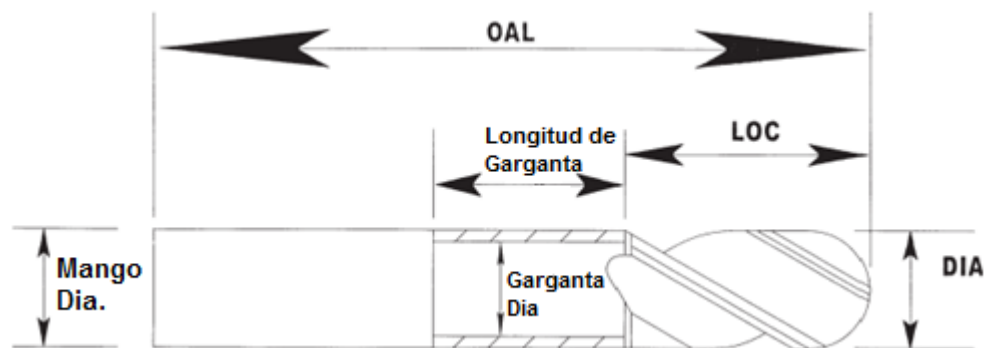 OAL
Longitud de
Garganta
LOC
Mango
Dia.
Garganta
Dia
DIA